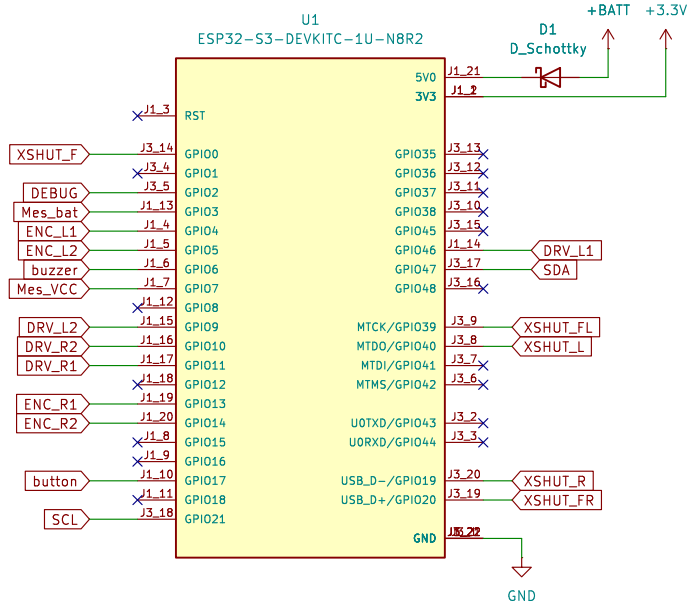 U1
ESP32-S3-DEVKITC-1U-N8R2
+BATT
+3.3V
D1
D_Schottky
J1_21
5V0
3V3
J1_3
RST
XSHUT_F
J3_14
GPIO0
J3_4
GPIO1
DEBUG
J3_5
GPIO2
Mes_bat
J1_13
GPIO3
ENC_L1
J1_4
GPIO4
ENC_L2
J1_5
GPIO5
buzzer
J1_6
GPIO6
Mes_VCC
J1_7
GPIO7
J1_12
GPIO8
DRV_L2
J1_15
GPIO9
DRV_R2
J1_16
GPIO10
DRV_R1
J1_17
GPIO11
J1_18
GPIO12
ENC_R1
J1_19
GPIO13
ENC_R2
J1_20
GPIO14
J1_8
GPIO15
J1_9
GPIO16
button
J1_10
GPIO17
J1_11
GPIO18
SCL
J3_18
GPIO21
GPIO35
J3_13
GPIO36
J3_12
GPIO37
J3_11
GPIO38
J3_10
GPIO45
J3_15
GPIO46
J1_14
DRV_L1
GPIO47
J3_17
SDA
GPIO48
J3_16
MTCK/GPIO39
J3_9
XSHUT_FL
MTDO/GPIO40
J3_8
XSHUT_L
MTDI/GPIO41
J3_7
MTMS/GPIO42
J3_6
U0TXD/GPIO43
J3_2
U0RXD/GPIO44
J3_3
USB_D-/GPIO19
J3_20
XSHUT_R
USB_D+/GPIO20
J3_19
XSHUT_FR
GND
GND